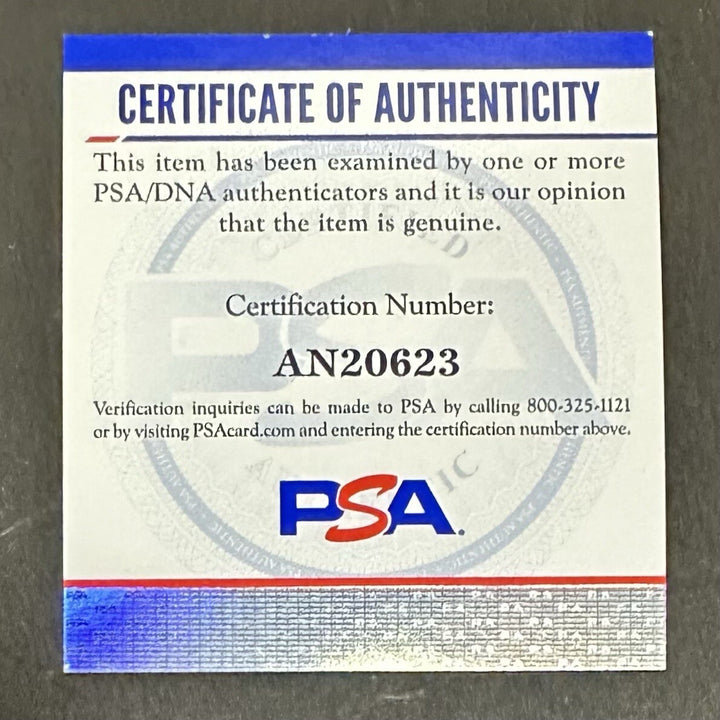 CERTIFICATE OF AUTHENTICITY
This item has been examined by one or more
PSA/DNA authenticators and it is our opinion
that the item is genuine.
Certification Number:
AN20623
Verification inquiries can be made to PSA by calling 800-325-1121
or by visiting PSAcard.com and entering the certification number above.
PSA